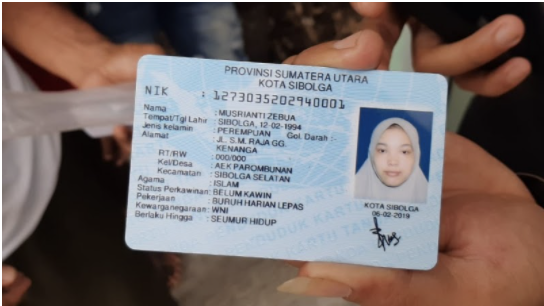 PROVINSI SUMATERA UTARA
KOTA SIBOLGA
NIK : 1273035202940001
Nama : MUSRIANTI ZEBUA
Tempat/Tgl Lahir : SIBOLGA, 12-02-1994
Jenis kelamin : PEREMPUAN Gol. Darah : -
Alamat : JL. S.M. RAJA GG.
KENANGA
RT/RW : 000/000
Kel/Desa : AEK PAROMBUNAN
Kecamatan : SIBOLGA SELATAN
Agama : ISLAM
Status Perkawinan: BELUM KAWIN
Pekerjaan : BURUH HARIAN LEPAS
Kewarganegaraan: WNI
Berlaku Hingga : SEUMUR HIDUP
KOTA SIBOLGA
06-02-2019